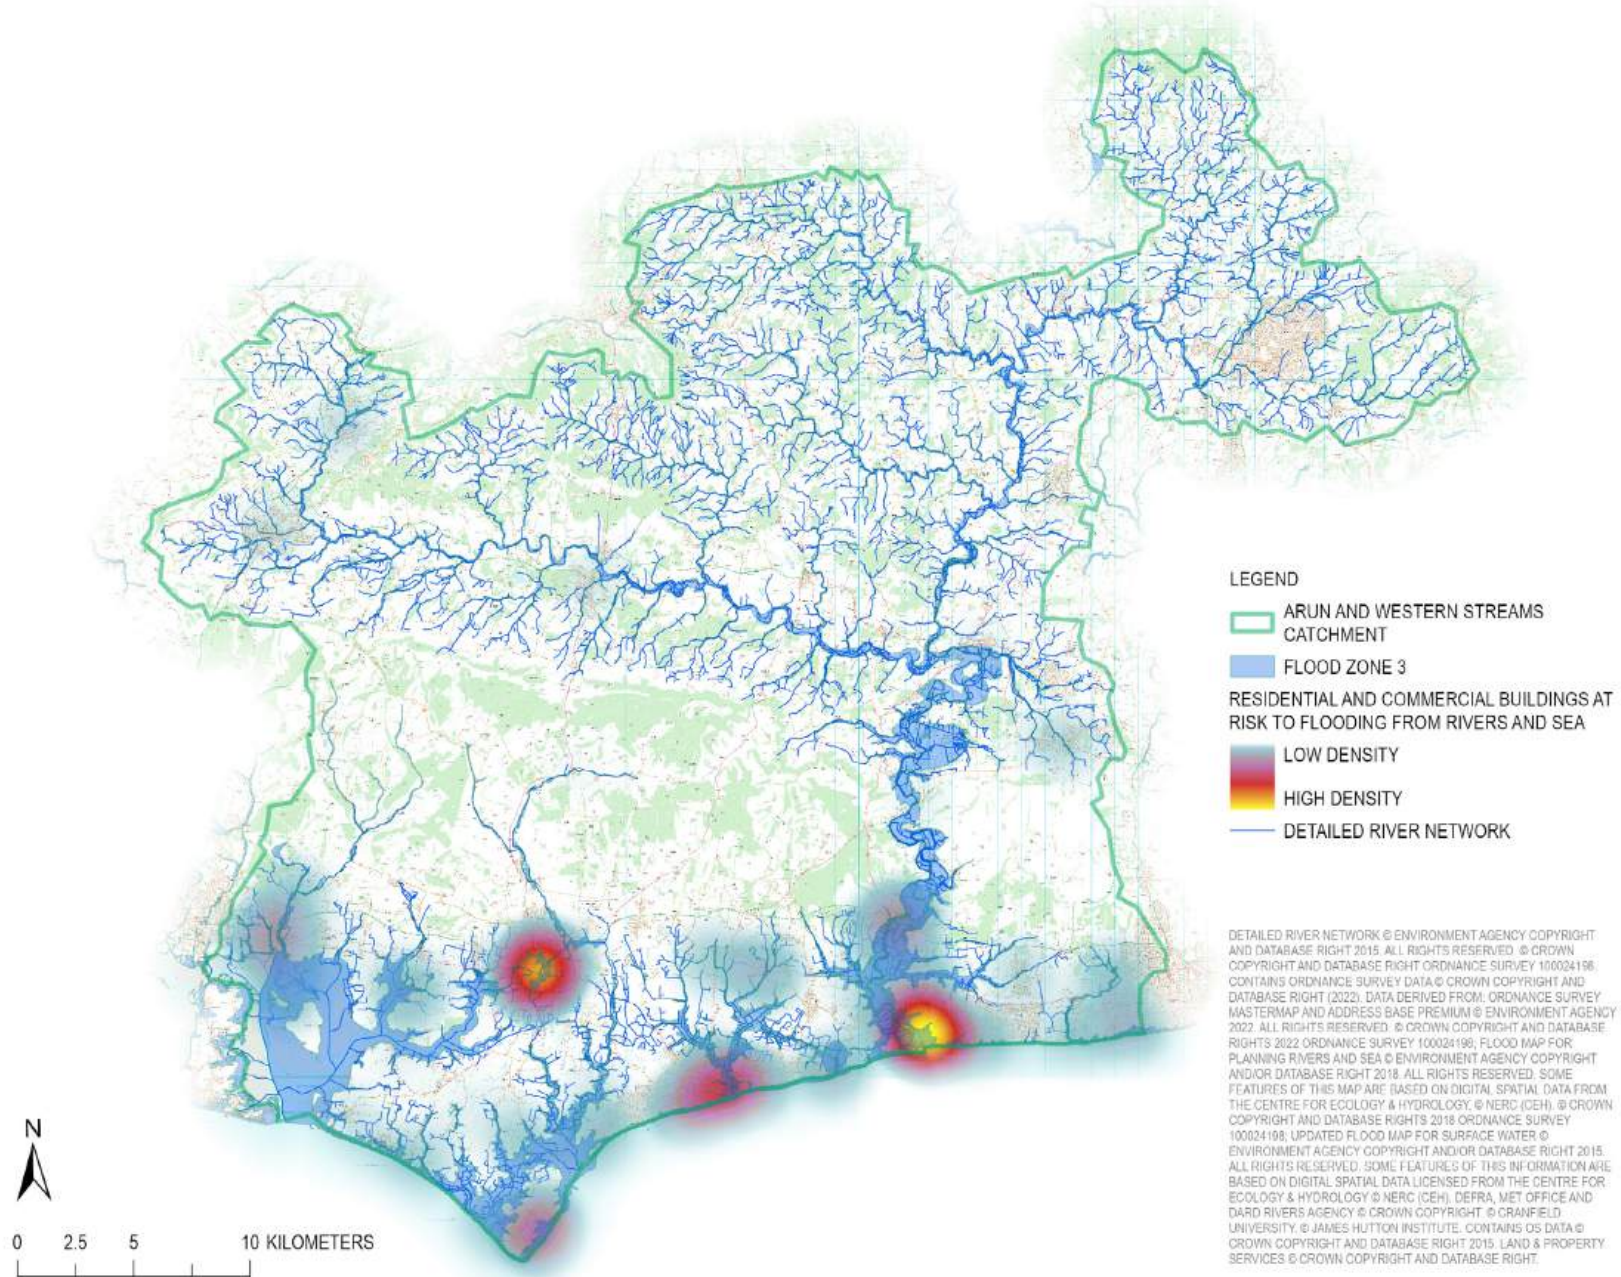 LEGEND
ARUN AND WESTERN STREAMS
CATCHMENT
FLOOD ZONE 3
RESIDENTIAL AND COMMERCIAL BUILDINGS AT
RISK TO FLOODING FROM RIVERS AND SEA
LOW DENSITY
HIGH DENSITY
DETAILED RIVER NETWORK
DETAILED RIVER NETWORK © ENVIRONMENT AGENCY COPYRIGHT
AND DATABASE RIGHT 2015. ALL RIGHTS RESERVED. © CROWN
COPYRIGHT AND DATABASE RIGHT ORDNANCE SURVEY 100024198.
CONTAINS ORDNANCE SURVEY DATA © CROWN COPYRIGHT AND
DATABASE RIGHT (2022). DATA DERIVED FROM: ORDNANCE SURVEY
MASTERMAP AND ADDRESS BASE PREMIUM © ENVIRONMENT AGENCY
2022. ALL RIGHTS RESERVED. © CROWN COPYRIGHT AND DATABASE
RIGHTS 2022 ORDNANCE SURVEY 100024198; FLOOD MAP FOR
PLANNING RIVERS AND SEA © ENVIRONMENT AGENCY COPYRIGHT
AND/OR DATABASE RIGHT 2018. ALL RIGHTS RESERVED. SOME
FEATURES OF THIS MAP ARE BASED ON DIGITAL SPATIAL DATA FROM
THE CENTRE FOR ECOLOGY & HYDROLOGY, © NERC (CEH). © CROWN
COPYRIGHT AND DATABASE RIGHTS 2018 ORDNANCE SURVEY
100024198; UPDATED FLOOD MAP FOR SURFACE WATER ©
ENVIRONMENT AGENCY COPYRIGHT AND/OR DATABASE RIGHT 2015.
ALL RIGHTS RESERVED. SOME FEATURES OF THIS INFORMATION ARE
BASED ON DIGITAL SPATIAL DATA LICENSED FROM THE CENTRE FOR
ECOLOGY & HYDROLOGY © NERC (CEH). DEFRA, MET OFFICE AND
DARD RIVERS AGENCY © CROWN COPYRIGHT. © CRANFIELD
UNIVERSITY. © JAMES HUTTON INSTITUTE. CONTAINS OS DATA ©
CROWN COPYRIGHT AND DATABASE RIGHT 2015. LAND & PROPERTY
SERVICES © CROWN COPYRIGHT AND DATABASE RIGHT.
N
0 2.5 5 10 KILOMETERS